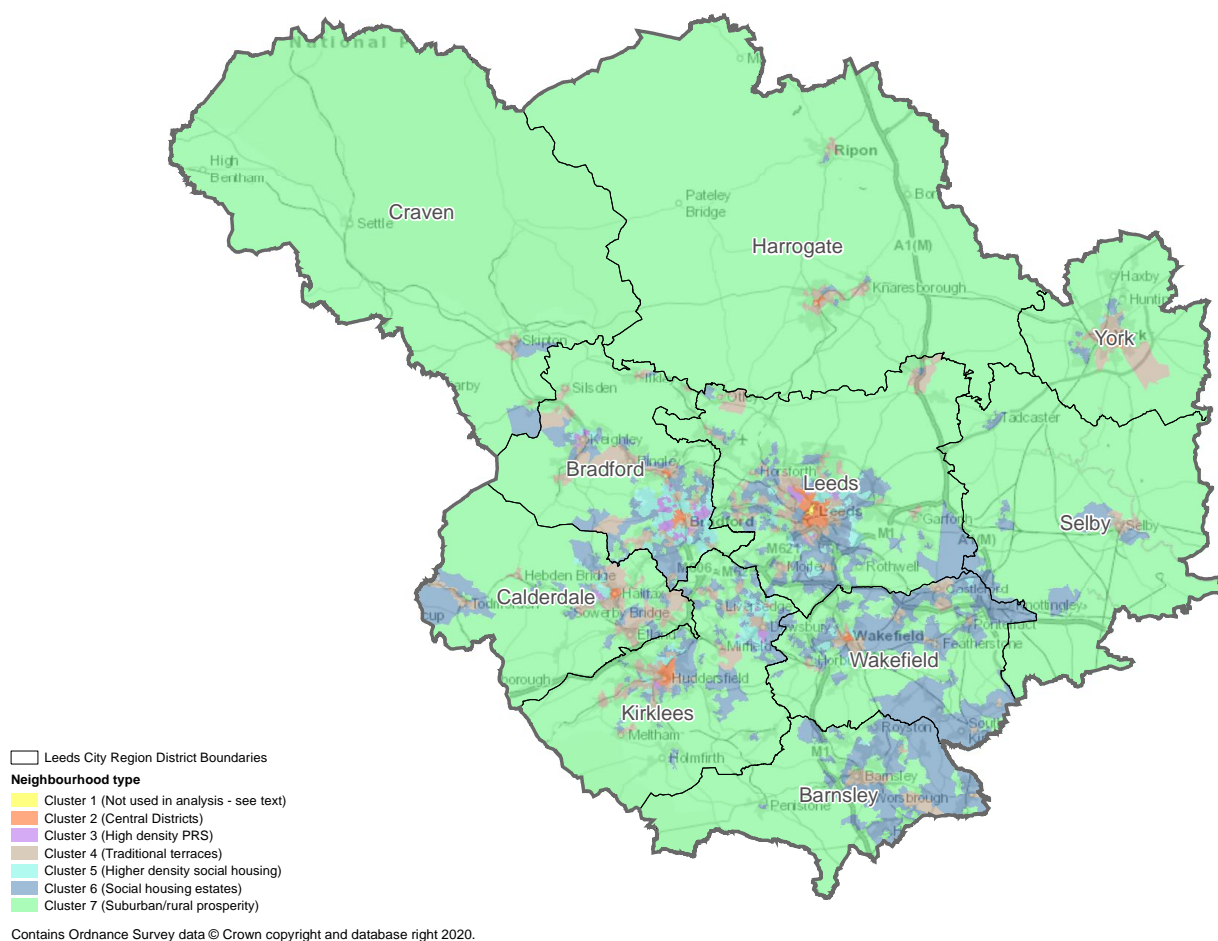 National P
High
Bentham
Settle
Craven
Ripon
Pateley
Bridge
Bor
A1(M)
Harrogate
Knaresborough
Haxby
York
Skipton
Silsden
Tadcaster
Keighley
Bingley
Bradford
Horsforth
Leeds
Leeds
Bradford
Garforth
M1
A1(M)
Selby
Selby
M621
Morley
Rothwell
Hebden Bridge
Halifax
Calderdale
Sowerby Bridge
Liversedge
Knottingley
Pontefract
Wakefield
Featherstone
Wakefield
Mirfield
Huddersfield
Kirklees
Meltham
Holmfirth
Royston
M1
Barnsley
Barnsley
Worsbrough
Penistone
Leeds City Region District Boundaries
Neighbourhood type
Cluster 1 (Not used in analysis - see text)
Cluster 2 (Central Districts)
Cluster 3 (High density PRS)
Cluster 4 (Traditional terraces)
Cluster 5 (Higher density social housing)
Cluster 6 (Social housing estates)
Cluster 7 (Suburban/rural prosperity)
Contains Ordnance Survey data © Crown copyright and database right 2020.